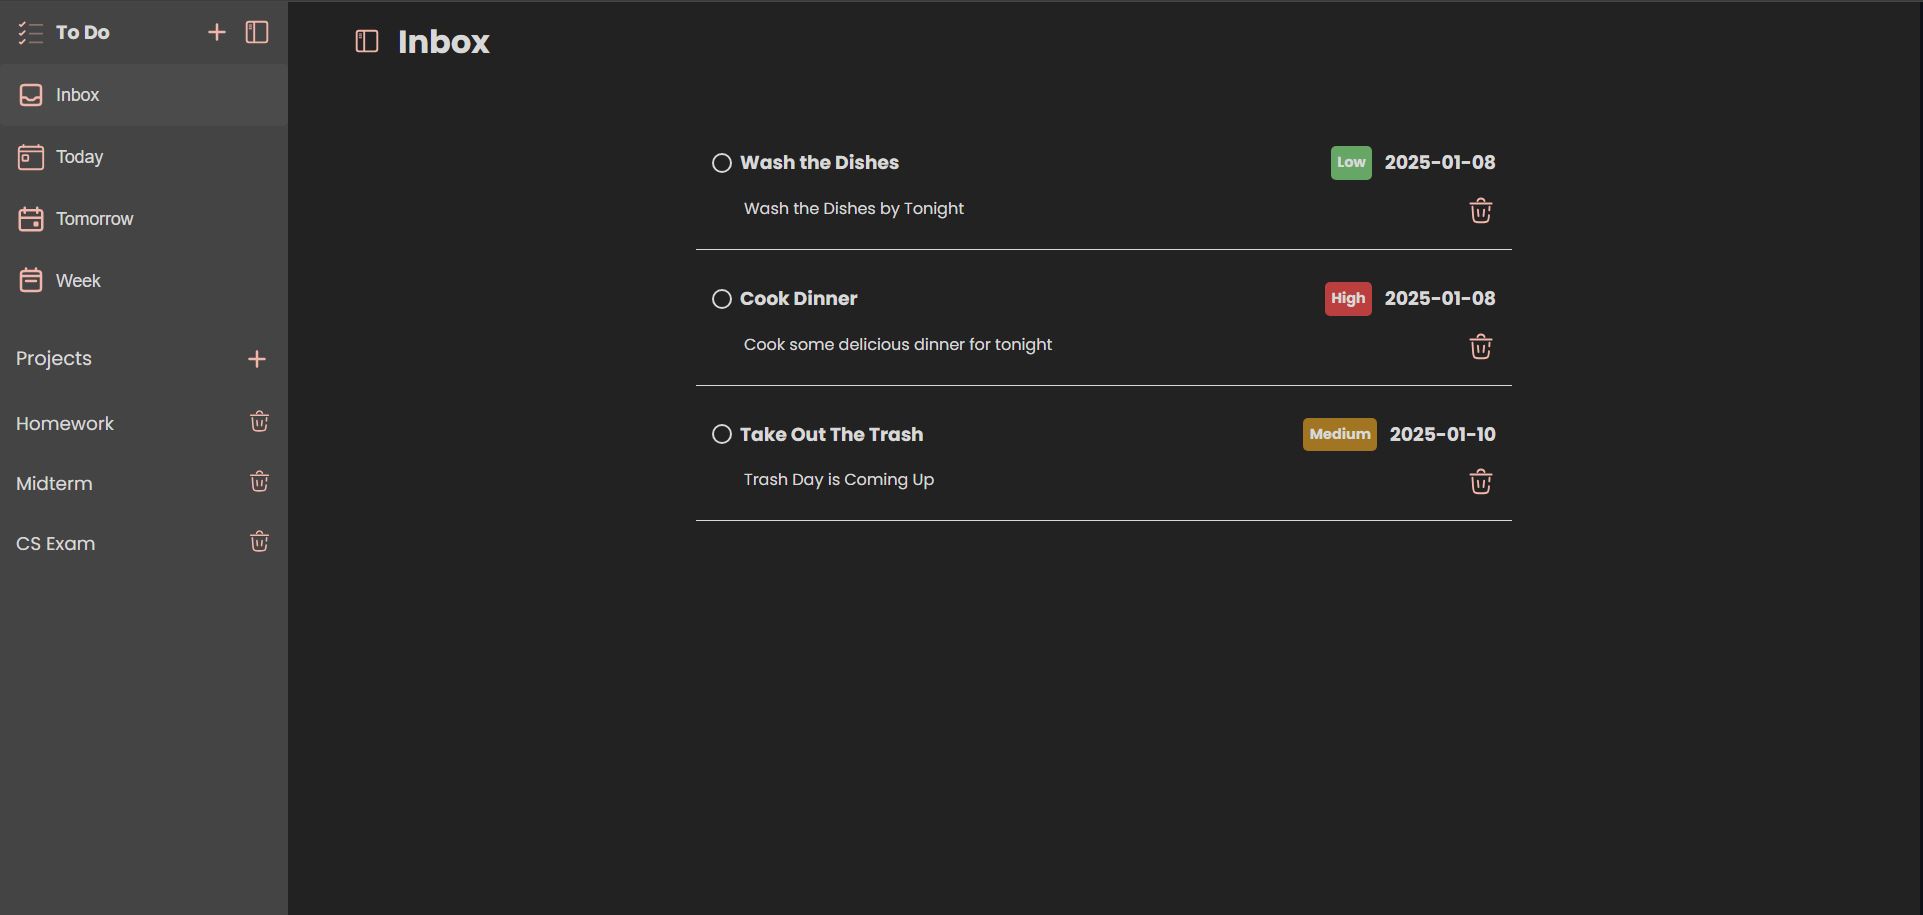 To Do
Inbox
Today
Tomorrow
Week
Projects
Homework
Midterm
CS Exam
Inbox
Wash the Dishes Low 2025-01-08
Wash the Dishes by Tonight
Cook Dinner High 2025-01-08
Cook some delicious dinner for tonight
Take Out The Trash Medium 2025-01-10
Trash Day is Coming Up